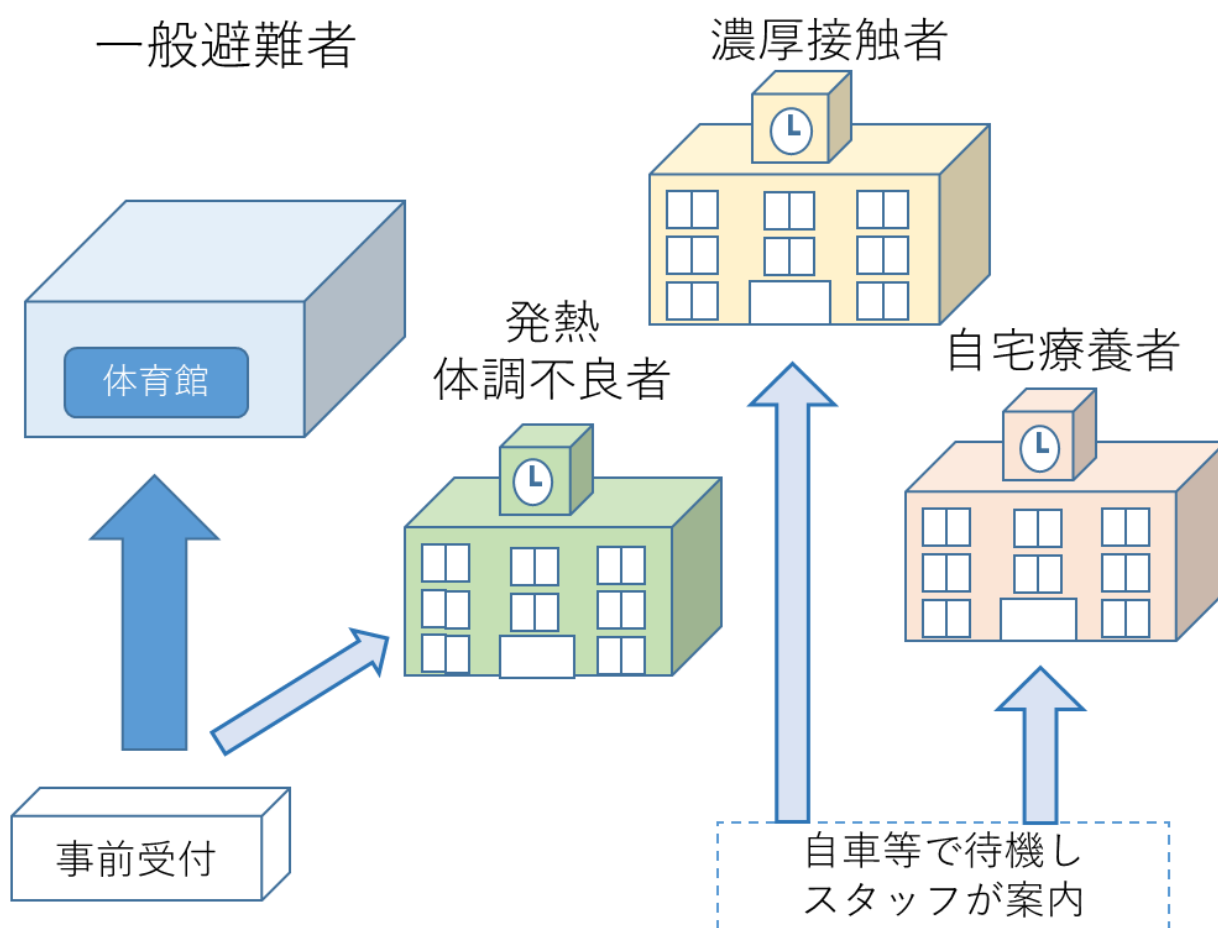 一般避難者
濃厚接触者
体育館
発熱
体調不良者
自宅療養者
事前受付
自車等で待機し
スタッフが案内